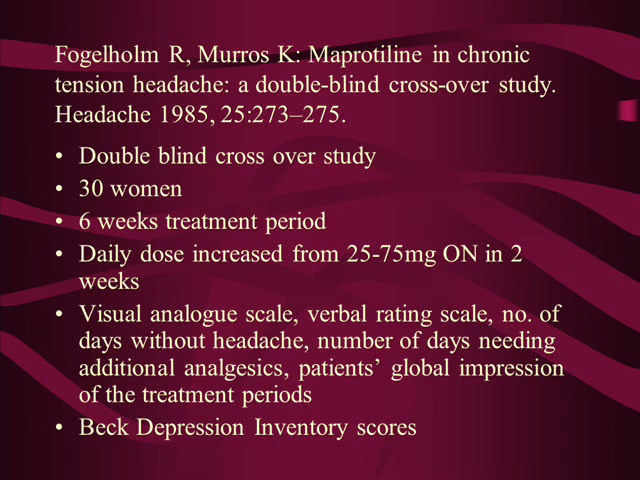 Fogelholm R, Murros K: Maprotiline in chronic
tension headache: a double-blind cross-over study.
Headache 1985, 25:273–275.
• Double blind cross over study
• 30 women
• 6 weeks treatment period
• Daily dose increased from 25-75mg ON in 2
weeks
• Visual analogue scale, verbal rating scale, no. of
days without headache, number of days needing
additional analgesics, patients’ global impression
of the treatment periods
• Beck Depression Inventory scores